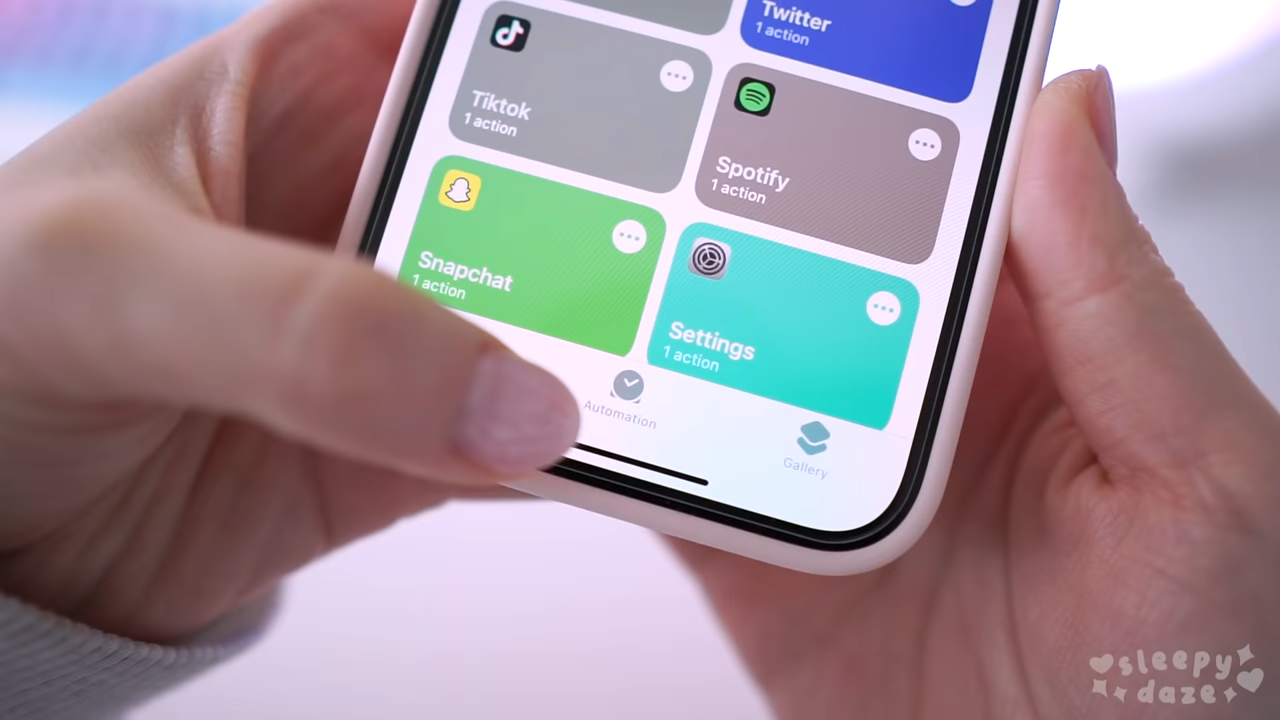 Twitter
1 action
Tiktok
1 action
Spotify
1 action
Snapchat
1 action
Settings
1 action
Automation
Gallery
sleepy
daze